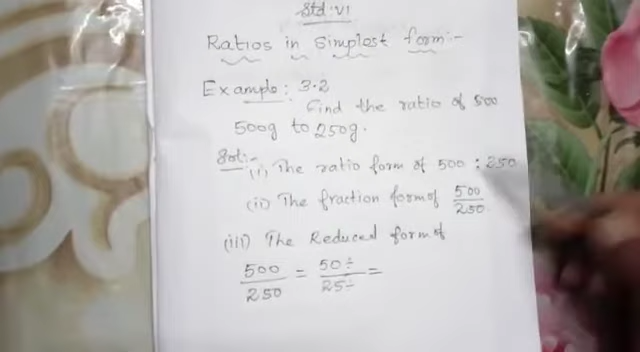 Std:VI
Ratios in Simplest form:-
Example: 3.2
Find the ratio of 500
500g to 250g.
Sol:-
(i) The ratio form of 500 : 250
(ii) The fraction form of 500/250.
(iii) The Reduced form of
500/250 = 50÷/25÷ =